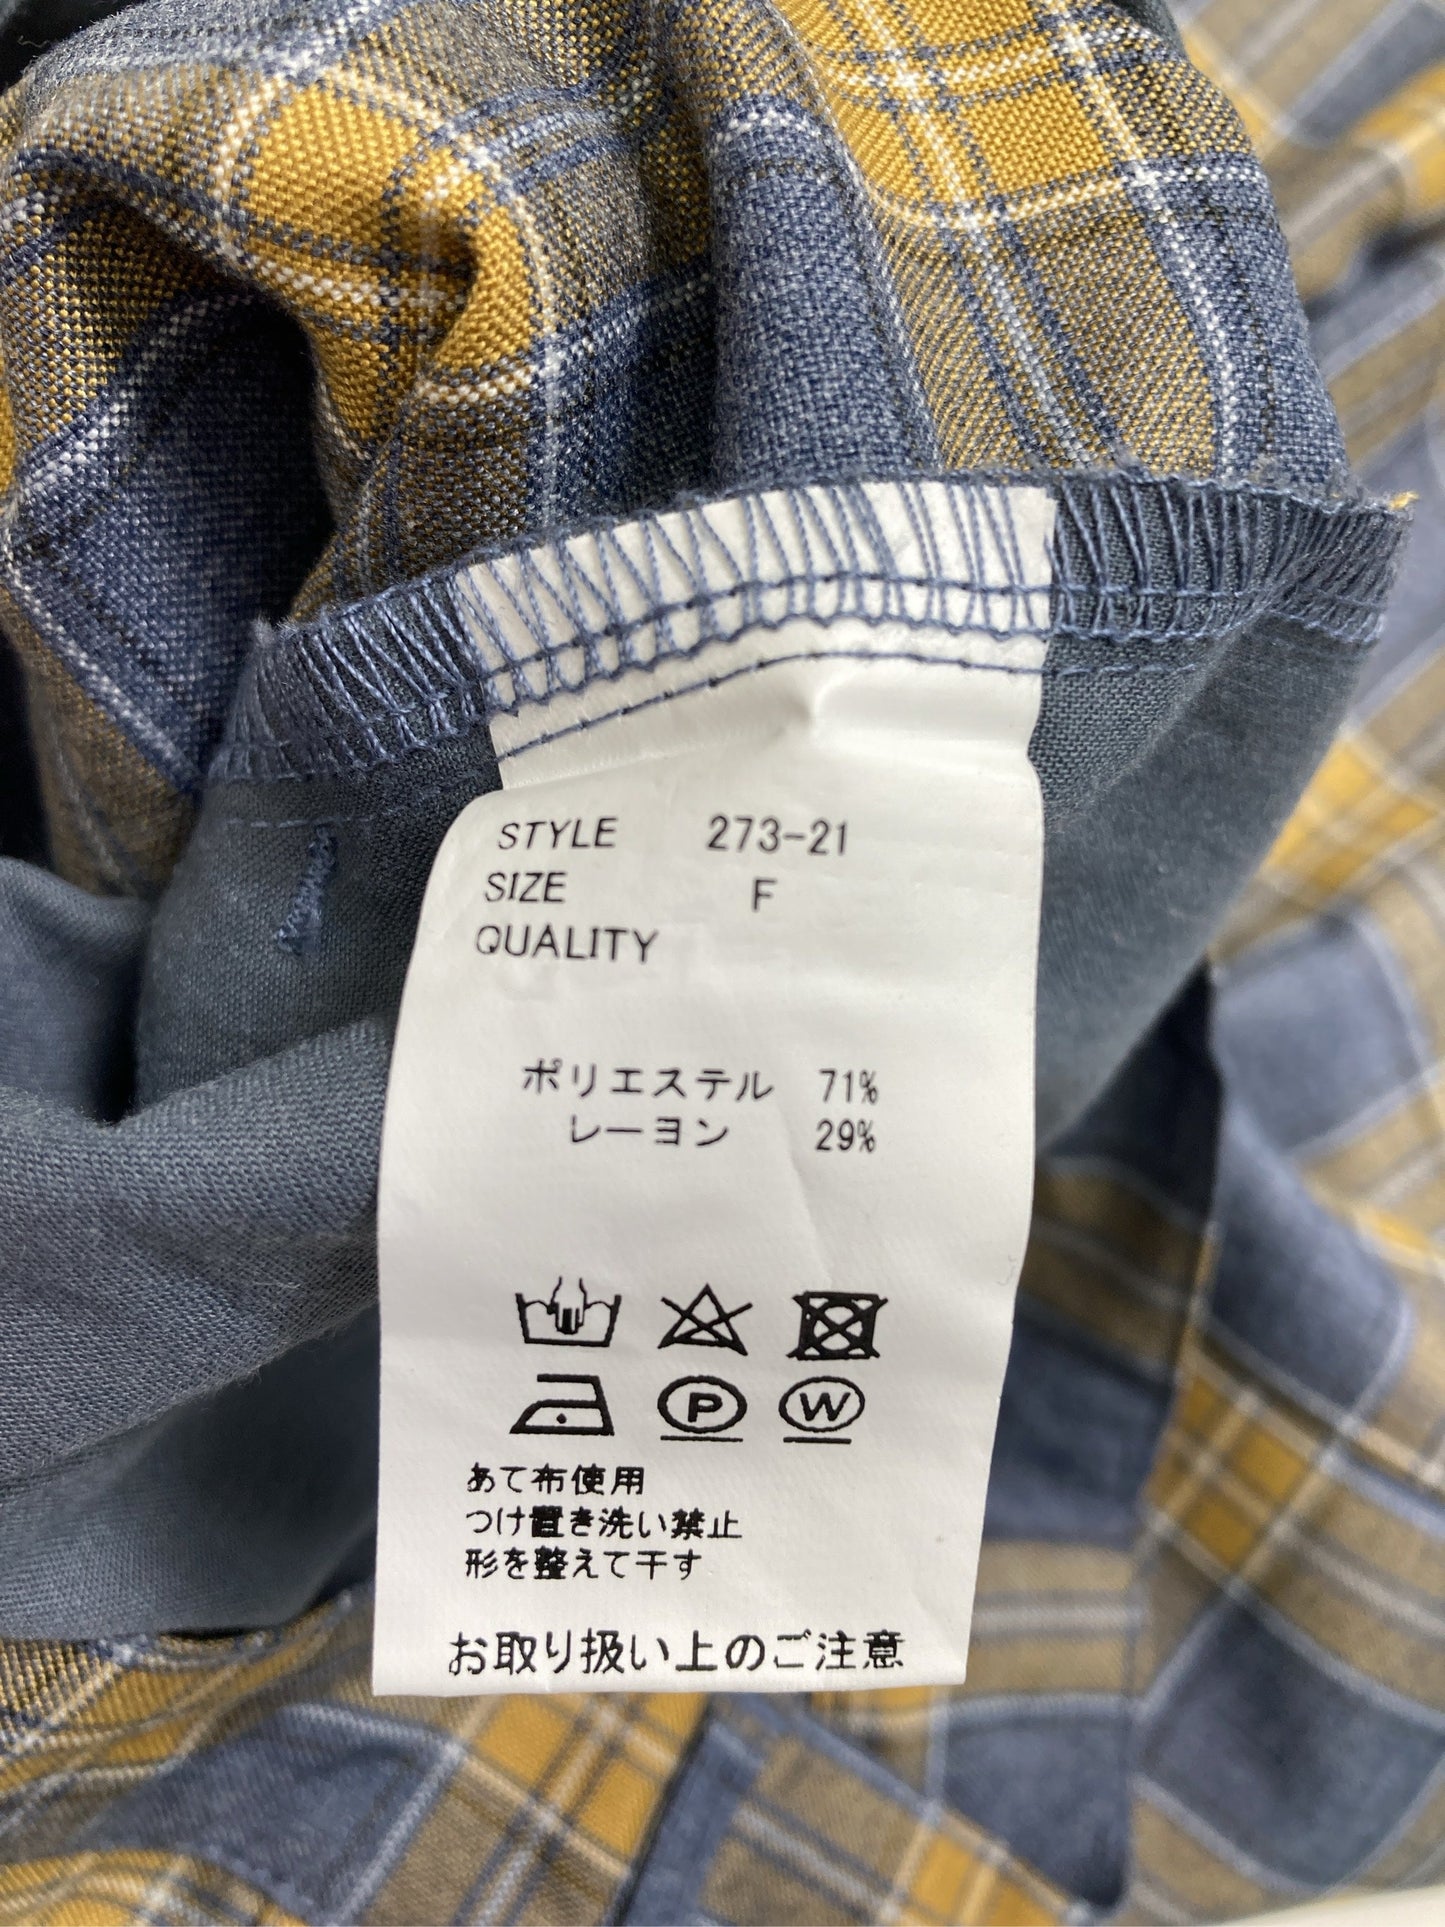 STYLE 273-21
SIZE F
QUALITY
ポリエステル 71%
レーヨン 29%
P W
あて布使用
つけ置き洗い禁止
形を整えて干す
お取り扱い上のご注意